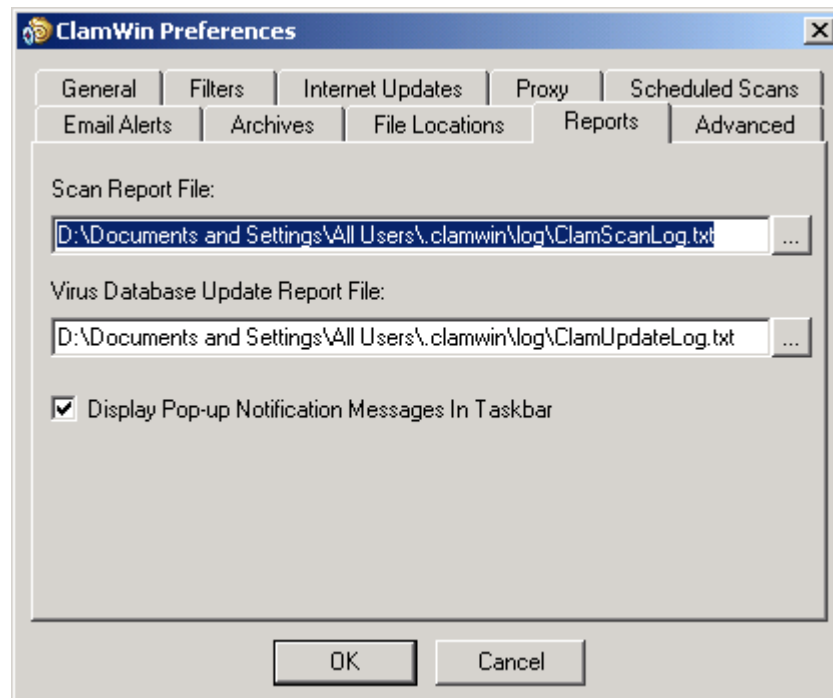 ClamWin Preferences
General Filters Internet Updates Proxy Scheduled Scans
Email Alerts Archives File Locations Reports Advanced
Scan Report File:
D:\Documents and Settings\All Users\.clamwin\log\ClamScanLog.txt ...
Virus Database Update Report File:
D:\Documents and Settings\All Users\.clamwin\log\ClamUpdateLog.txt ...
Display Pop-up Notification Messages In Taskbar
OK Cancel